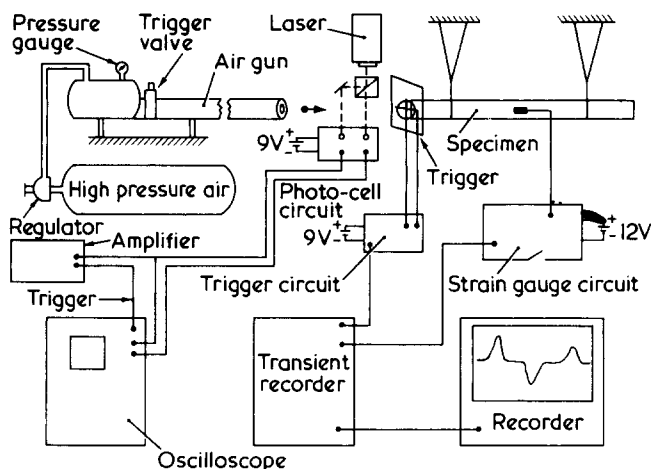 Pressure
gauge
Trigger
valve
Air gun
Laser
9V
+
-
Specimen
Trigger
High pressure air
Photo-cell
circuit
Regulator
Amplifier
9V
+
-
+
-12V
Trigger circuit
Strain gauge circuit
Trigger
Transient
recorder
Recorder
Oscilloscope